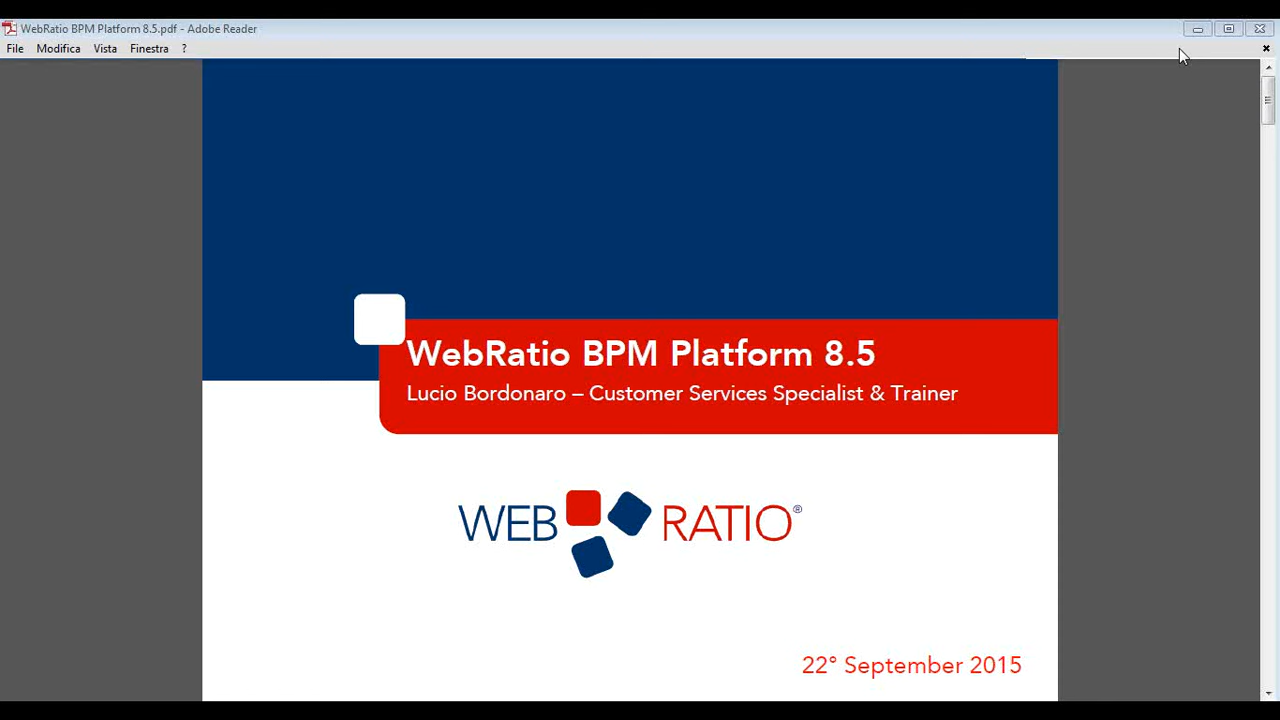 WebRatio BPM Platform 8.5.pdf - Adobe Reader
File Modifica Vista Finestra ?
WebRatio BPM Platform 8.5
Lucio Bordonaro – Customer Services Specialist & Trainer
WEB RATIO®
22° September 2015